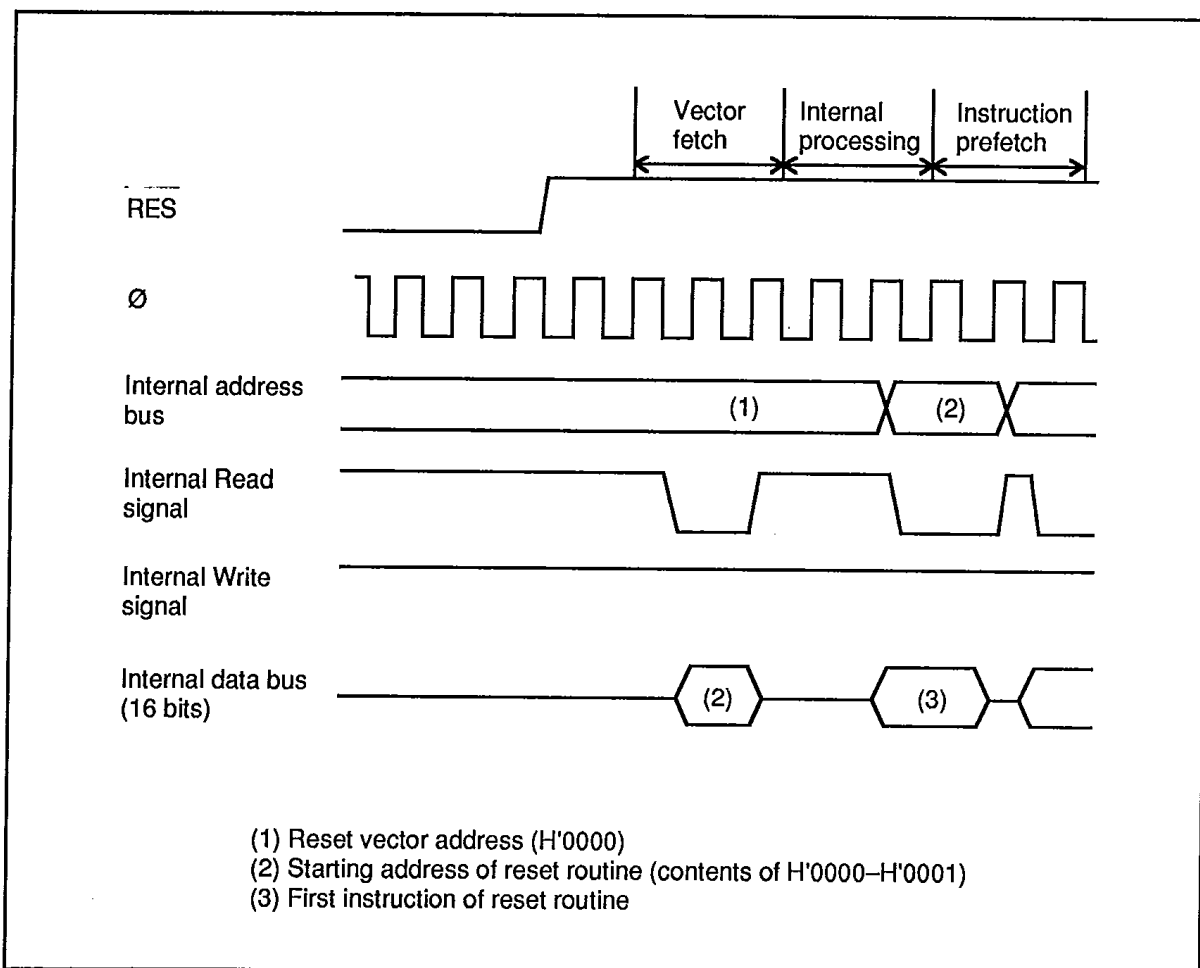 Vector
fetch
Internal
processing
Instruction
prefetch
RES
Ø
Internal address
bus
(1)
(2)
Internal Read
signal
Internal Write
signal
Internal data bus
(16 bits)
(2)
(3)
(1) Reset vector address (H'0000)
(2) Starting address of reset routine (contents of H'0000–H'0001)
(3) First instruction of reset routine